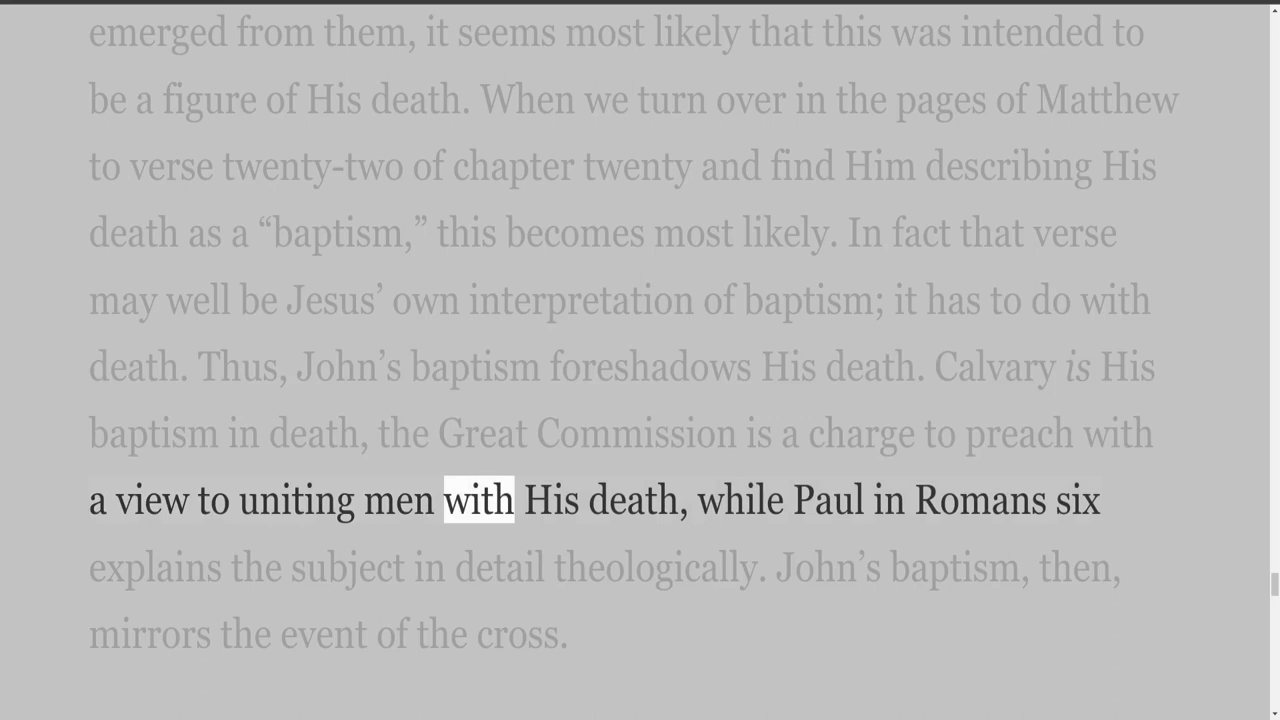 emerged from them, it seems most likely that this was intended to
be a figure of His death. When we turn over in the pages of Matthew
to verse twenty-two of chapter twenty and find Him describing His
death as a “baptism,” this becomes most likely. In fact that verse
may well be Jesus’ own interpretation of baptism; it has to do with
death. Thus, John’s baptism foreshadows His death. Calvary is His
baptism in death, the Great Commission is a charge to preach with
a view to uniting men with His death, while Paul in Romans six
explains the subject in detail theologically. John’s baptism, then,
mirrors the event of the cross.